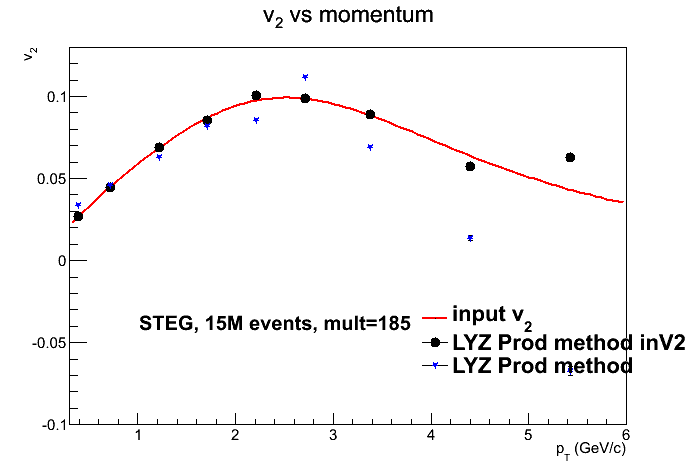 v2 vs momentum
v2
0.1
0.05
0
-0.05
-0.1
STEG, 15M events, mult=185
input v2
LYZ Prod method inV2
LYZ Prod method
1 2 3 4 5 6
pT (GeV/c)